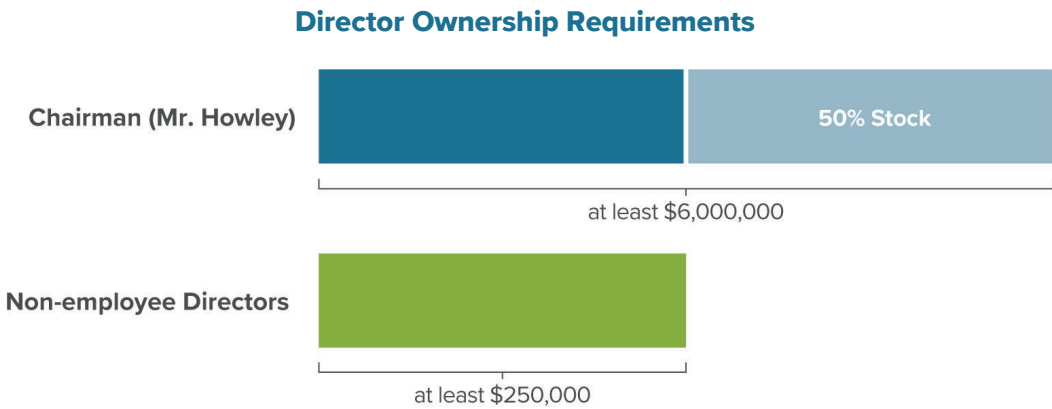 Director Ownership Requirements
Chairman (Mr. Howley)
50% Stock
at least $6,000,000
Non-employee Directors
at least $250,000